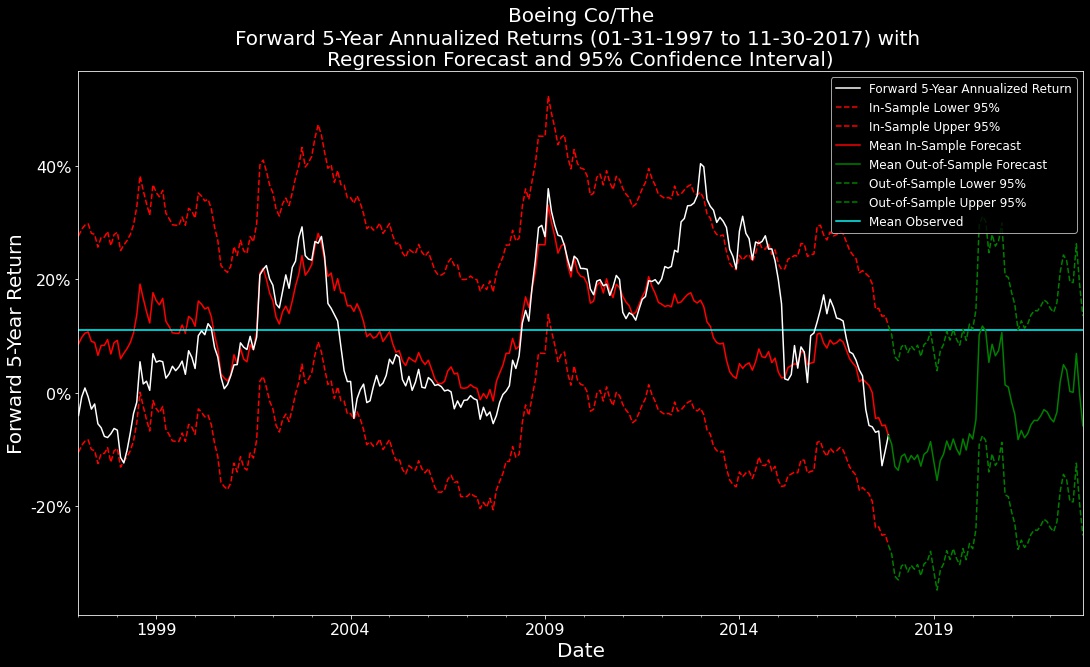 Boeing Co/The
Forward 5-Year Annualized Returns (01-31-1997 to 11-30-2017) with
Regression Forecast and 95% Confidence Interval)
Forward 5-Year Annualized Return
In-Sample Lower 95%
In-Sample Upper 95%
Mean In-Sample Forecast
Mean Out-of-Sample Forecast
Out-of-Sample Lower 95%
Out-of-Sample Upper 95%
Mean Observed
Forward 5-Year Return
40%
20%
0%
-20%
1999
2004
2009
2014
2019
Date